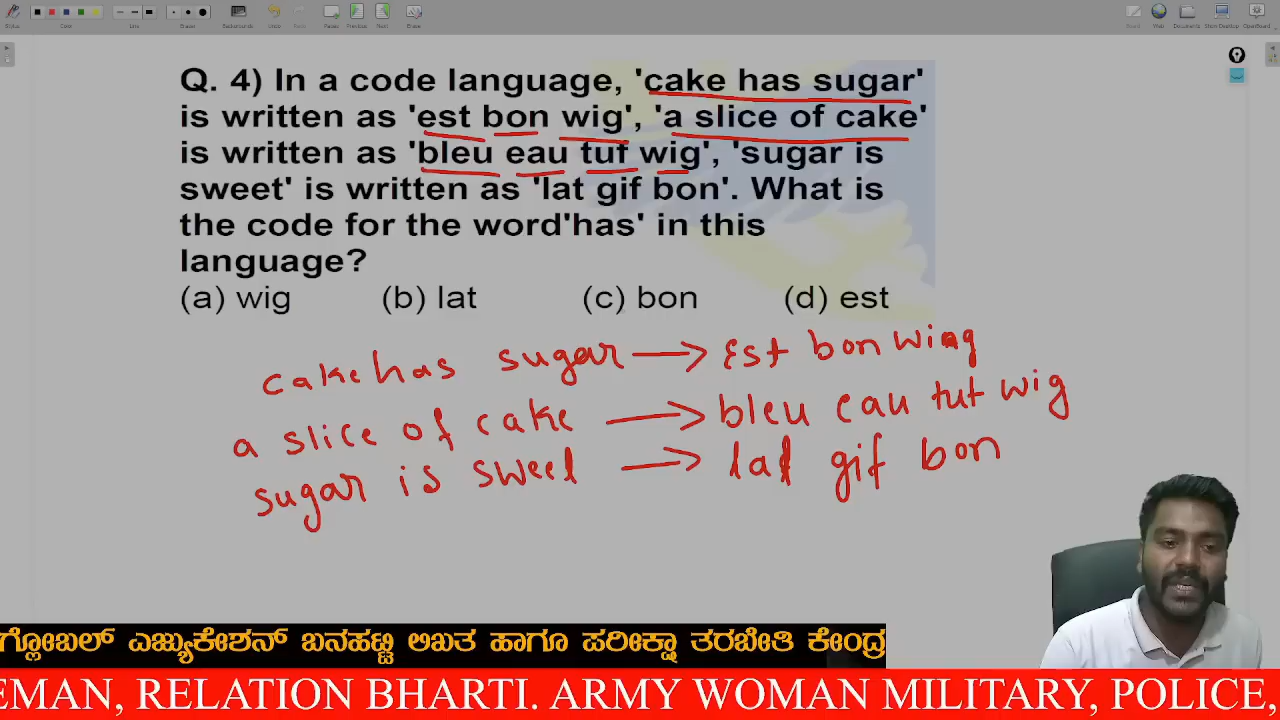 Q. 4) In a code language, 'cake has sugar'
is written as 'est bon wig', 'a slice of cake'
is written as 'bleu eau tuf wig', 'sugar is
sweet' is written as 'lat gif bon'. What is
the code for the word'has' in this
language?
(a) wig (b) lat (c) bon (d) est
cake has sugar → Est bon wing
a slice of cake → bleu eau tut wig
sugar is sweet → lat gif bon
ಗ್ಲೋಬಲ್ ಎಜ್ಯುಕೇಶನ್ ಬನಹಟ್ಟಿ ಲಿಖಿತ ಹಾಗೂ ಪರೀಕ್ಷಾ ತರಬೇತಿ ಕೇಂದ್ರ
EMAN, RELATION BHARTI. ARMY WOMAN MILITARY, POLICE,